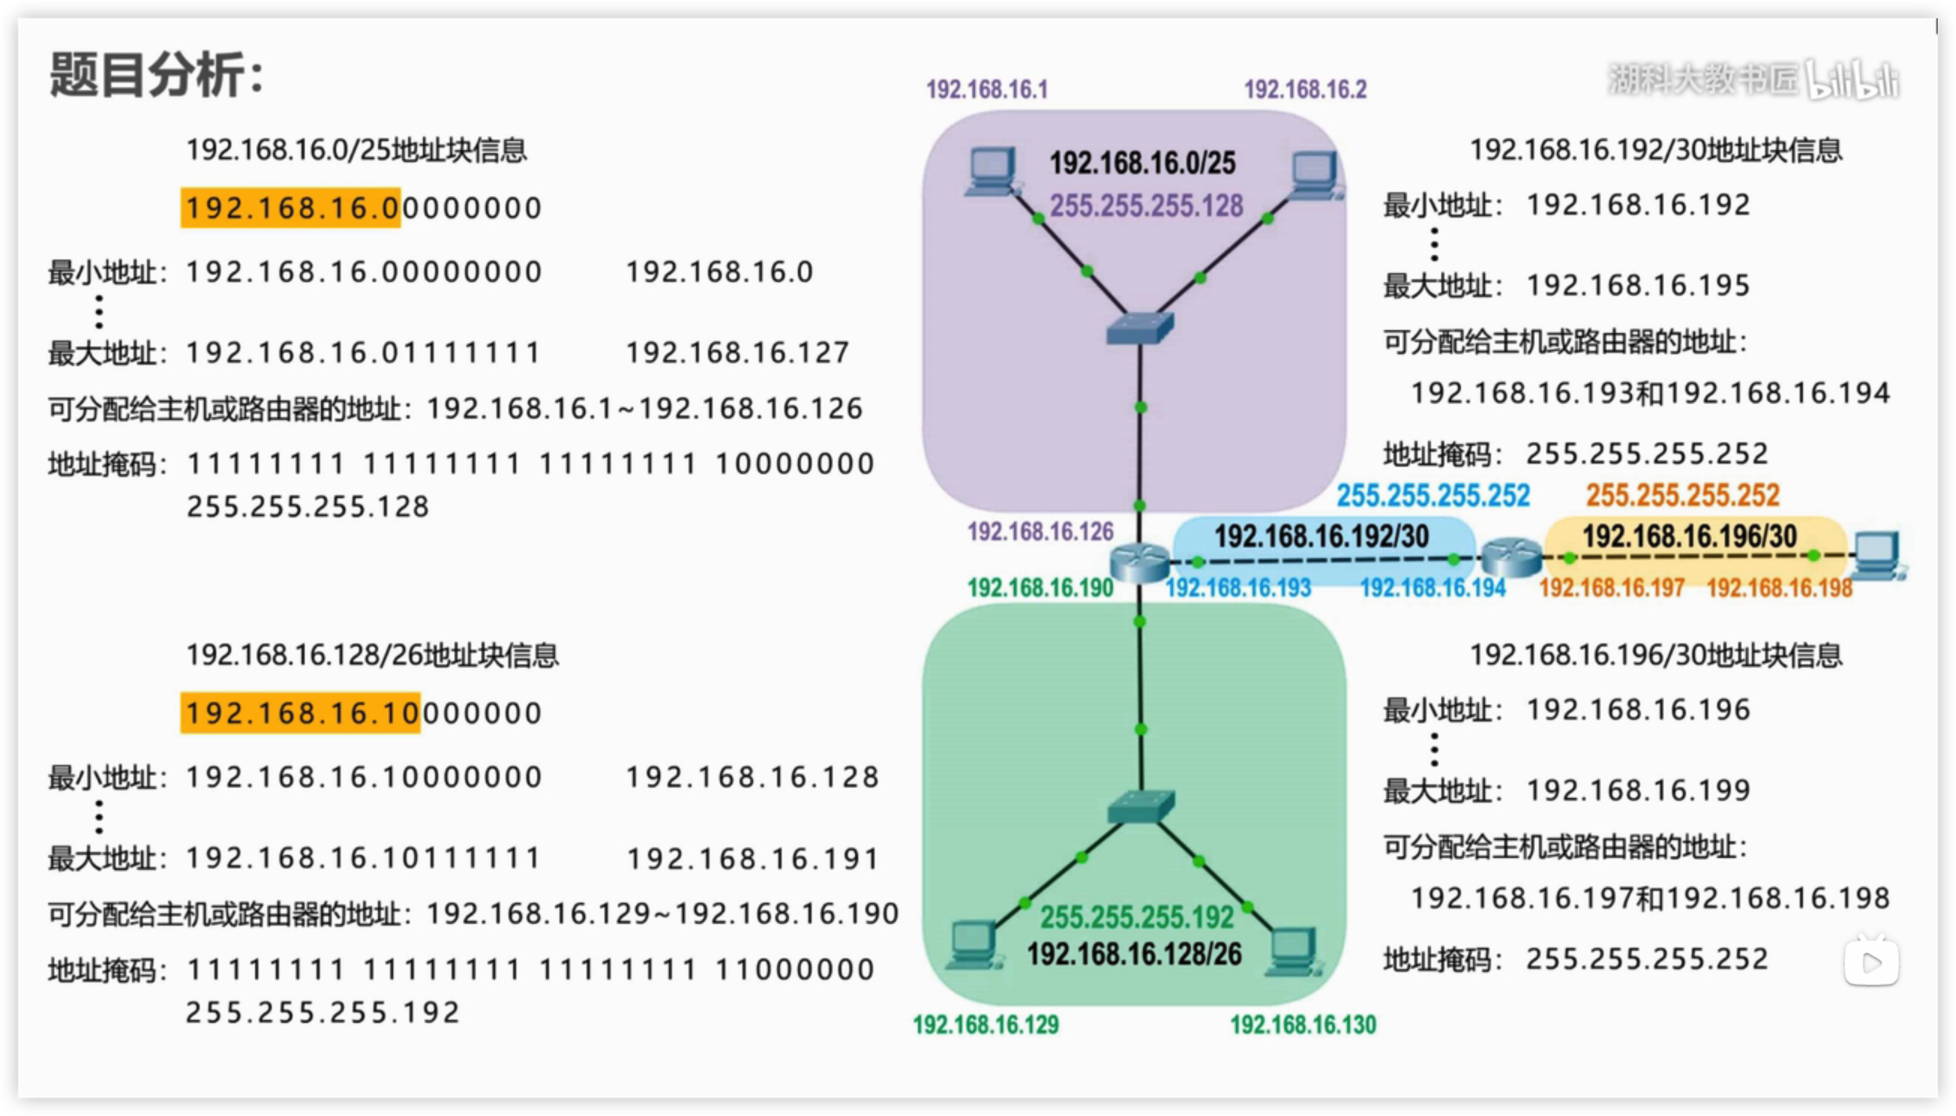 题目分析：
湖科大教书匠 bilibili
192.168.16.0/25地址块信息
192.168.16.00000000
最小地址：192.168.16.00000000 192.168.16.0
最大地址：192.168.16.01111111 192.168.16.127
可分配给主机或路由器的地址：192.168.16.1~192.168.16.126
地址掩码：11111111 11111111 11111111 10000000
255.255.255.128
192.168.16.128/26地址块信息
192.168.16.10000000
最小地址：192.168.16.10000000 192.168.16.128
最大地址：192.168.16.10111111 192.168.16.191
可分配给主机或路由器的地址：192.168.16.129~192.168.16.190
地址掩码：11111111 11111111 11111111 11000000
255.255.255.192
192.168.16.1 192.168.16.2
192.168.16.0/25
255.255.255.128
192.168.16.126
192.168.16.190
255.255.255.252 255.255.255.252
192.168.16.192/30 192.168.16.196/30
192.168.16.193 192.168.16.194 192.168.16.197 192.168.16.198
255.255.255.192
192.168.16.128/26
192.168.16.129 192.168.16.130
192.168.16.192/30地址块信息
最小地址：192.168.16.192
最大地址：192.168.16.195
可分配给主机或路由器的地址：
192.168.16.193和192.168.16.194
地址掩码：255.255.255.252
192.168.16.196/30地址块信息
最小地址：192.168.16.196
最大地址：192.168.16.199
可分配给主机或路由器的地址：
192.168.16.197和192.168.16.198
地址掩码：255.255.255.252